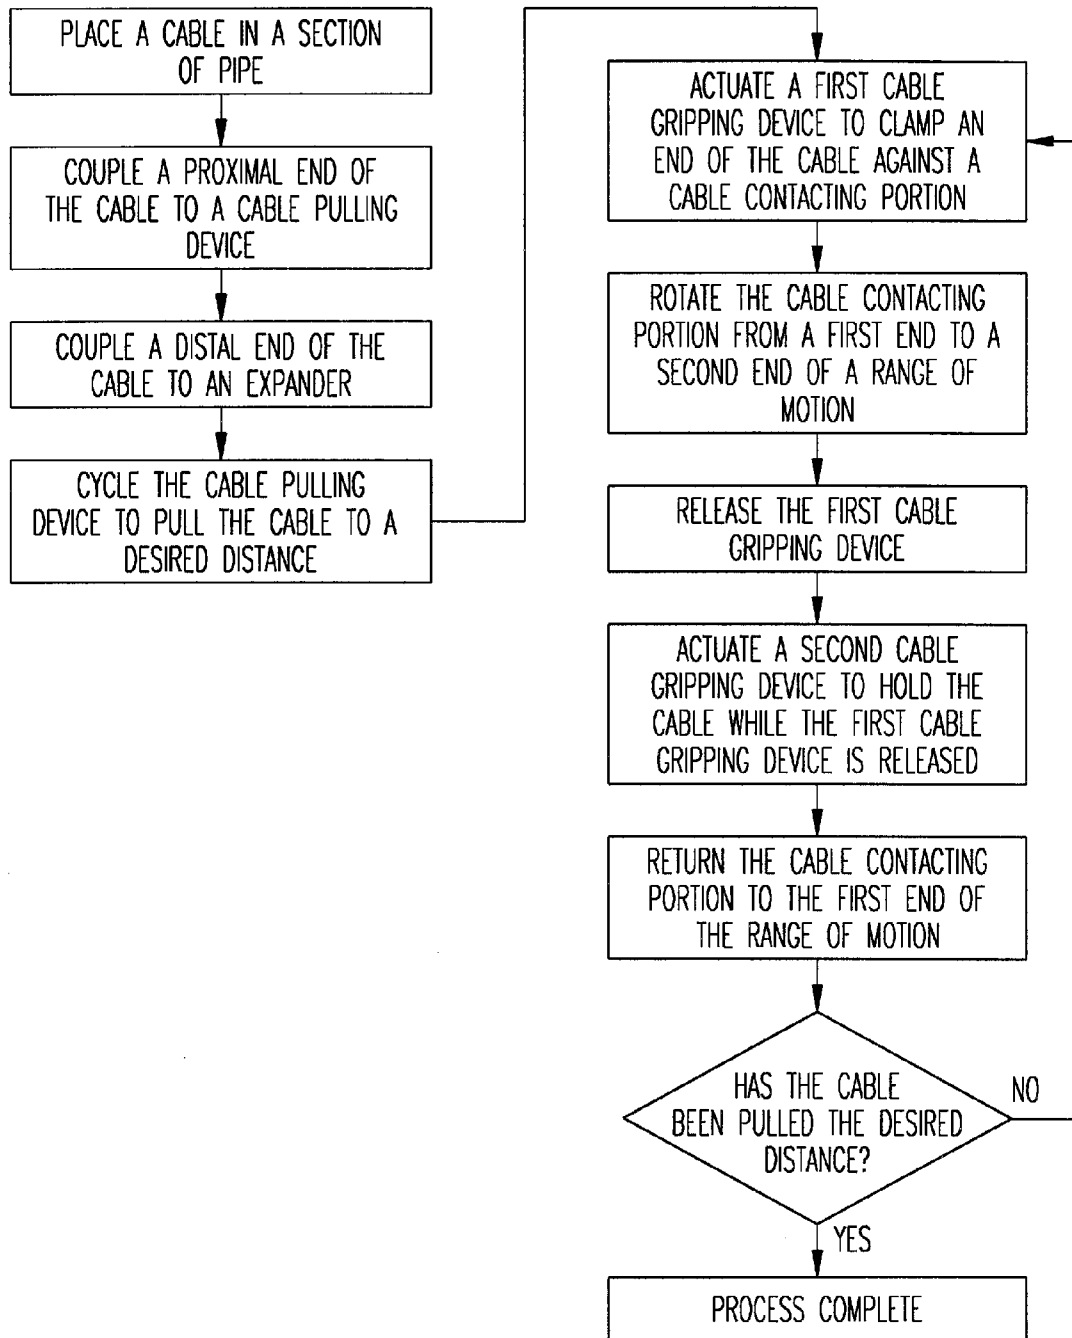 PLACE A CABLE IN A SECTION
OF PIPE
COUPLE A PROXIMAL END OF
THE CABLE TO A CABLE PULLING
DEVICE
COUPLE A DISTAL END OF THE
CABLE TO AN EXPANDER
CYCLE THE CABLE PULLING
DEVICE TO PULL THE CABLE TO A
DESIRED DISTANCE
ACTUATE A FIRST CABLE
GRIPPING DEVICE TO CLAMP AN
END OF THE CABLE AGAINST A
CABLE CONTACTING PORTION
ROTATE THE CABLE CONTACTING
PORTION FROM A FIRST END TO A
SECOND END OF A RANGE OF
MOTION
RELEASE THE FIRST CABLE
GRIPPING DEVICE
ACTUATE A SECOND CABLE
GRIPPING DEVICE TO HOLD THE
CABLE WHILE THE FIRST CABLE
GRIPPING DEVICE IS RELEASED
RETURN THE CABLE CONTACTING
PORTION TO THE FIRST END OF
THE RANGE OF MOTION
HAS THE CABLE
BEEN PULLED THE DESIRED
DISTANCE?
NO
YES
PROCESS COMPLETE